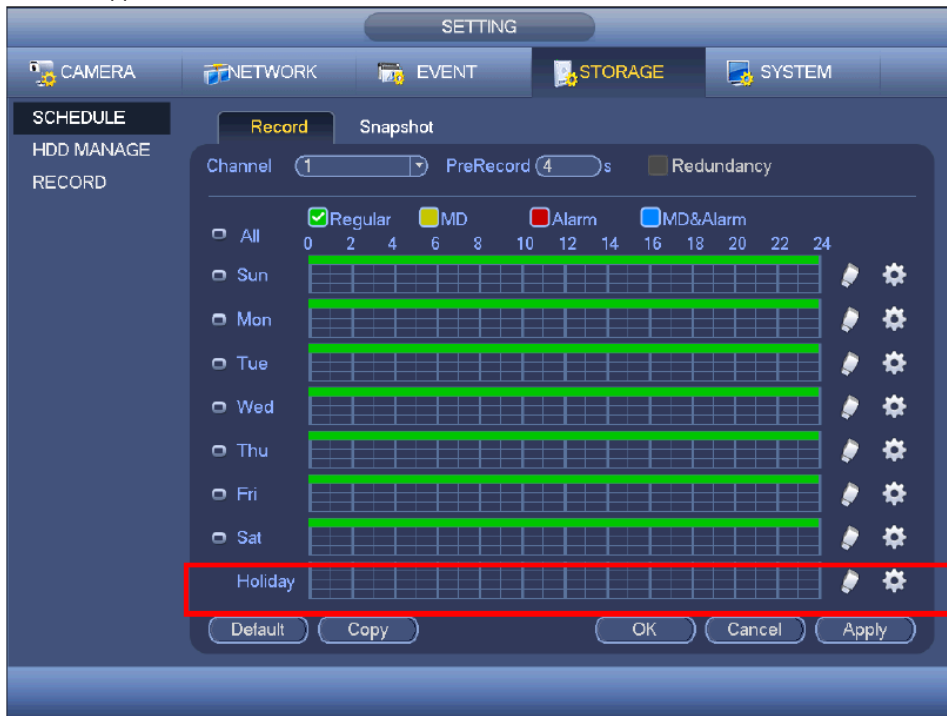 SETTING
CAMERA NETWORK EVENT STORAGE SYSTEM
SCHEDULE
HDD MANAGE
RECORD
Record Snapshot
Channel 1 PreRecord 4 s Redundancy
Regular MD Alarm MD&Alarm
All 0 2 4 6 8 10 12 14 16 18 20 22 24
Sun
Mon
Tue
Wed
Thu
Fri
Sat
Holiday
Default Copy OK Cancel Apply